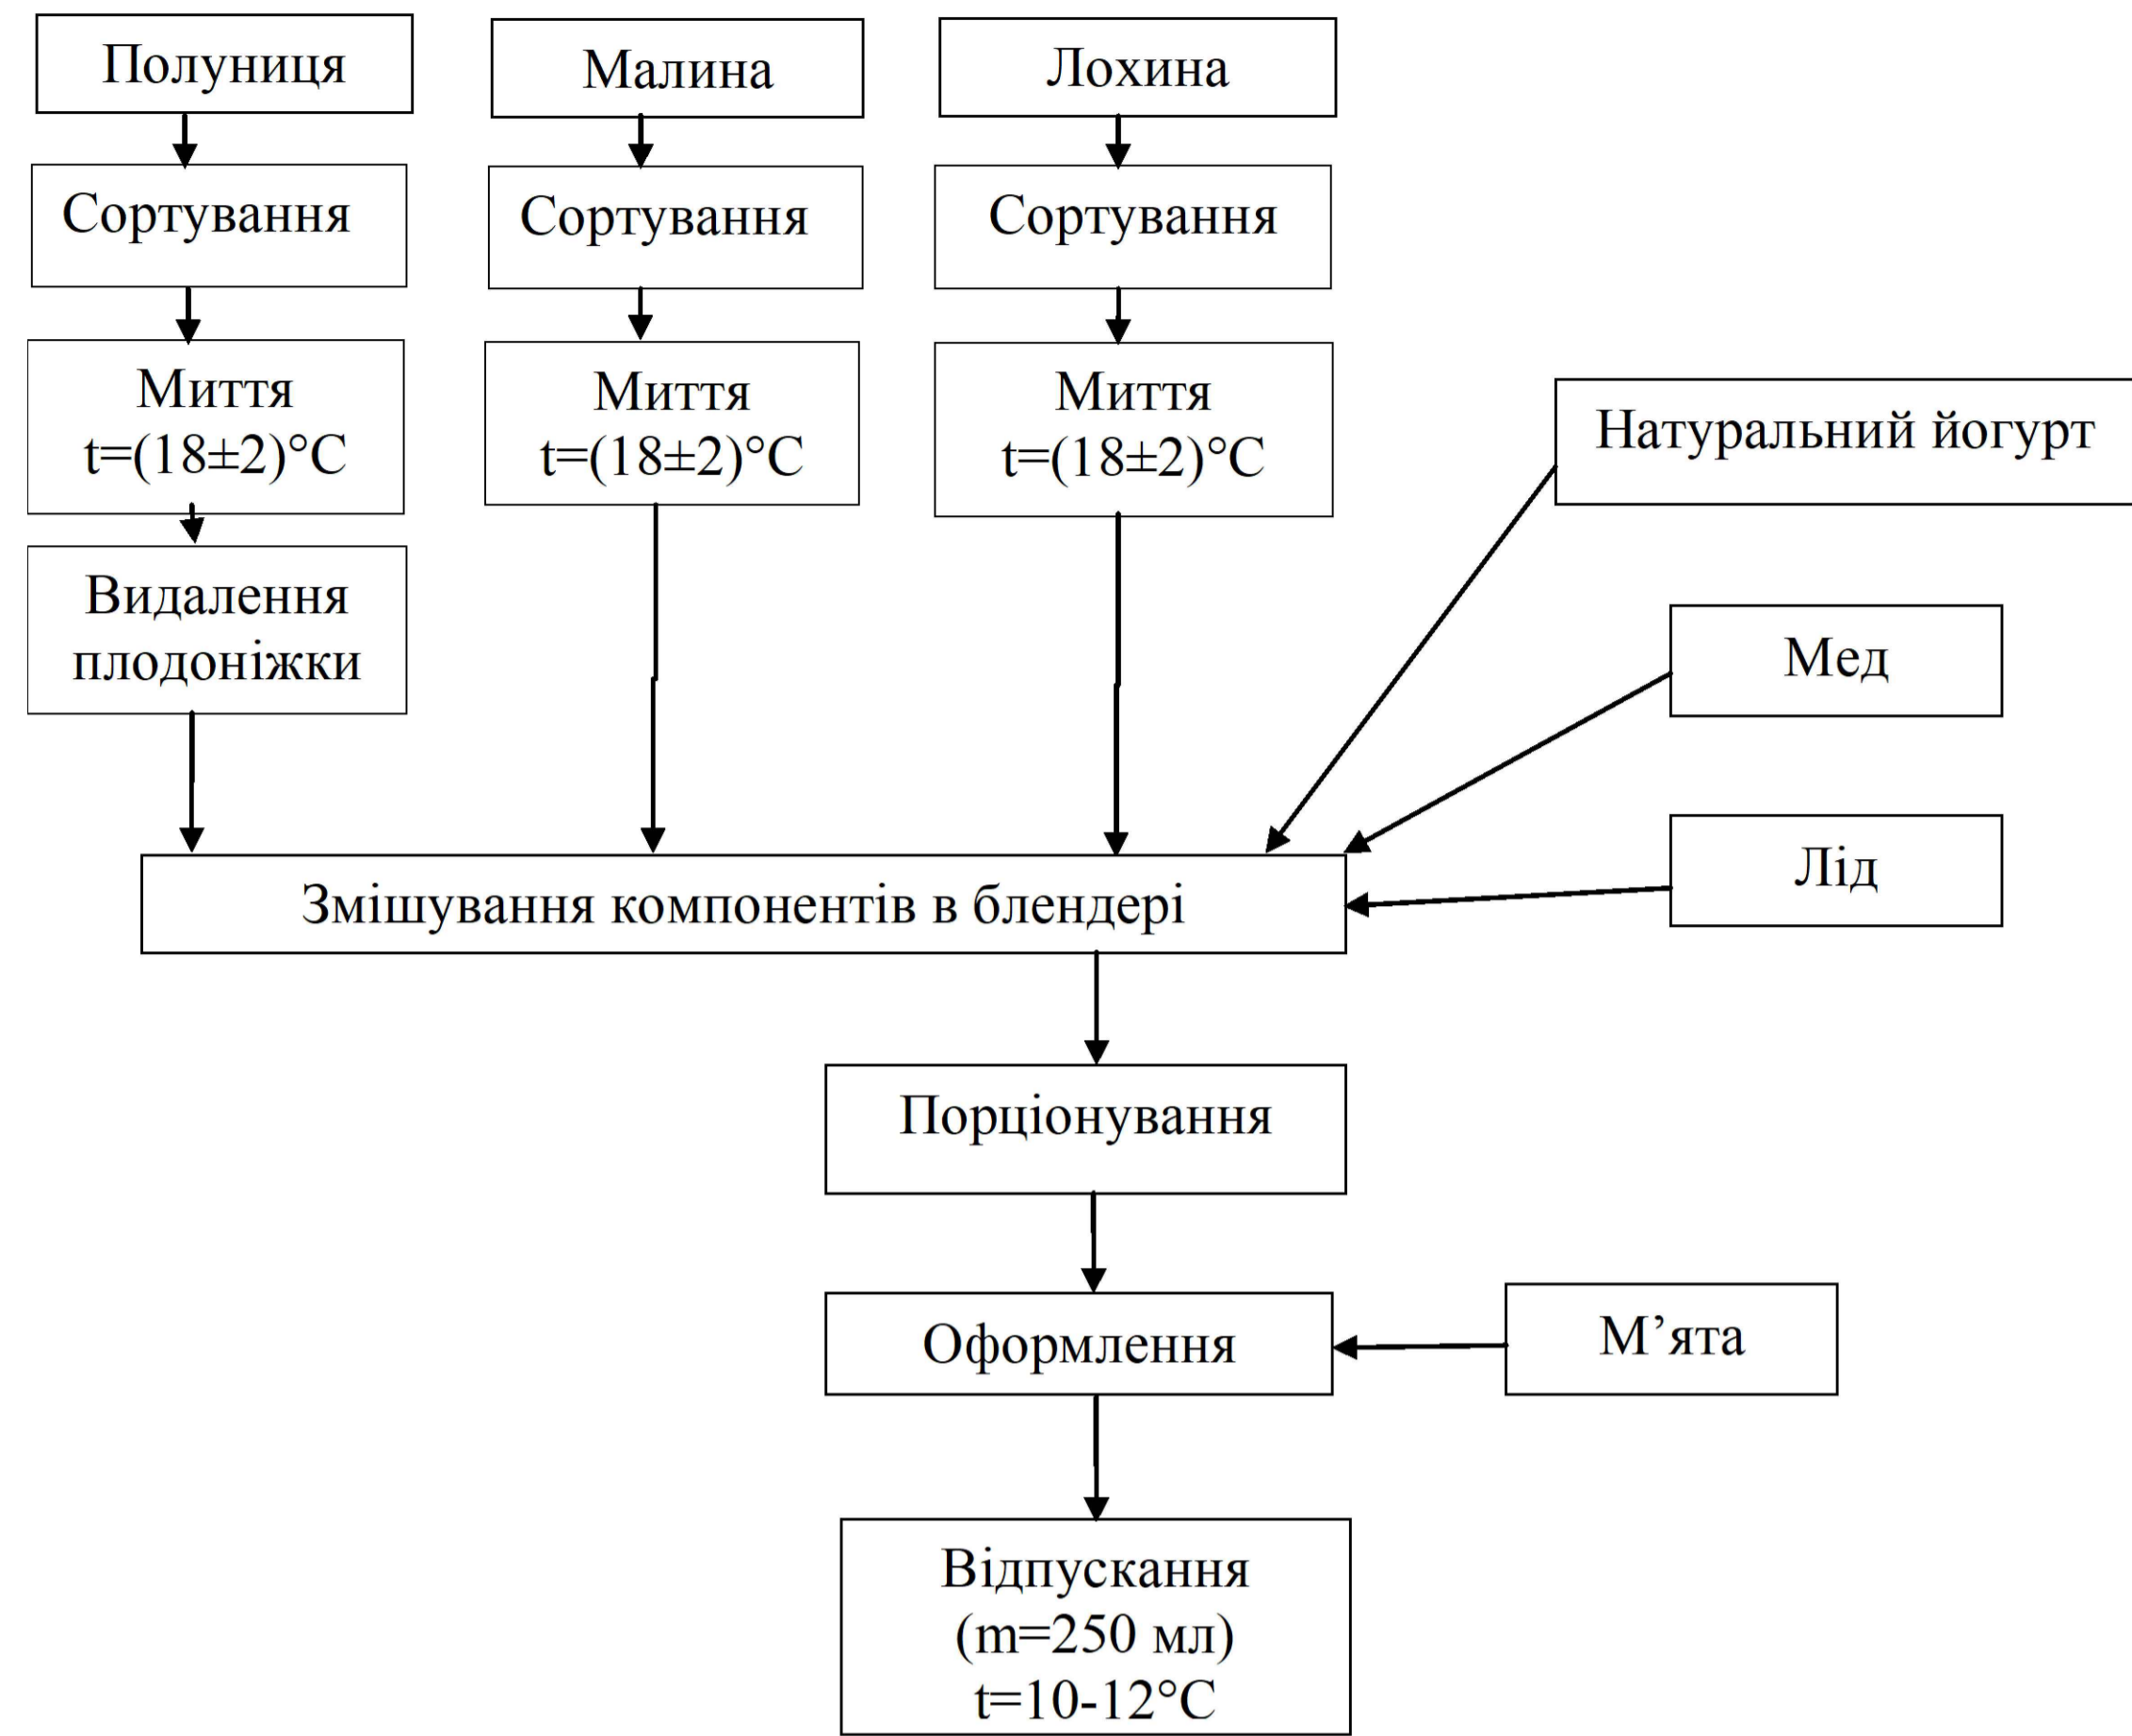 Полуниця
Малина
Лохина
Сортування
Сортування
Сортування
Миття
t=(18±2)°C
Миття
t=(18±2)°C
Миття
t=(18±2)°C
Натуральний йогурт
Видалення
плодоніжки
Мед
Лід
Змішування компонентів в блендері
Порціонування
Оформлення
М’ята
Відпускання
(m=250 мл)
t=10-12°C